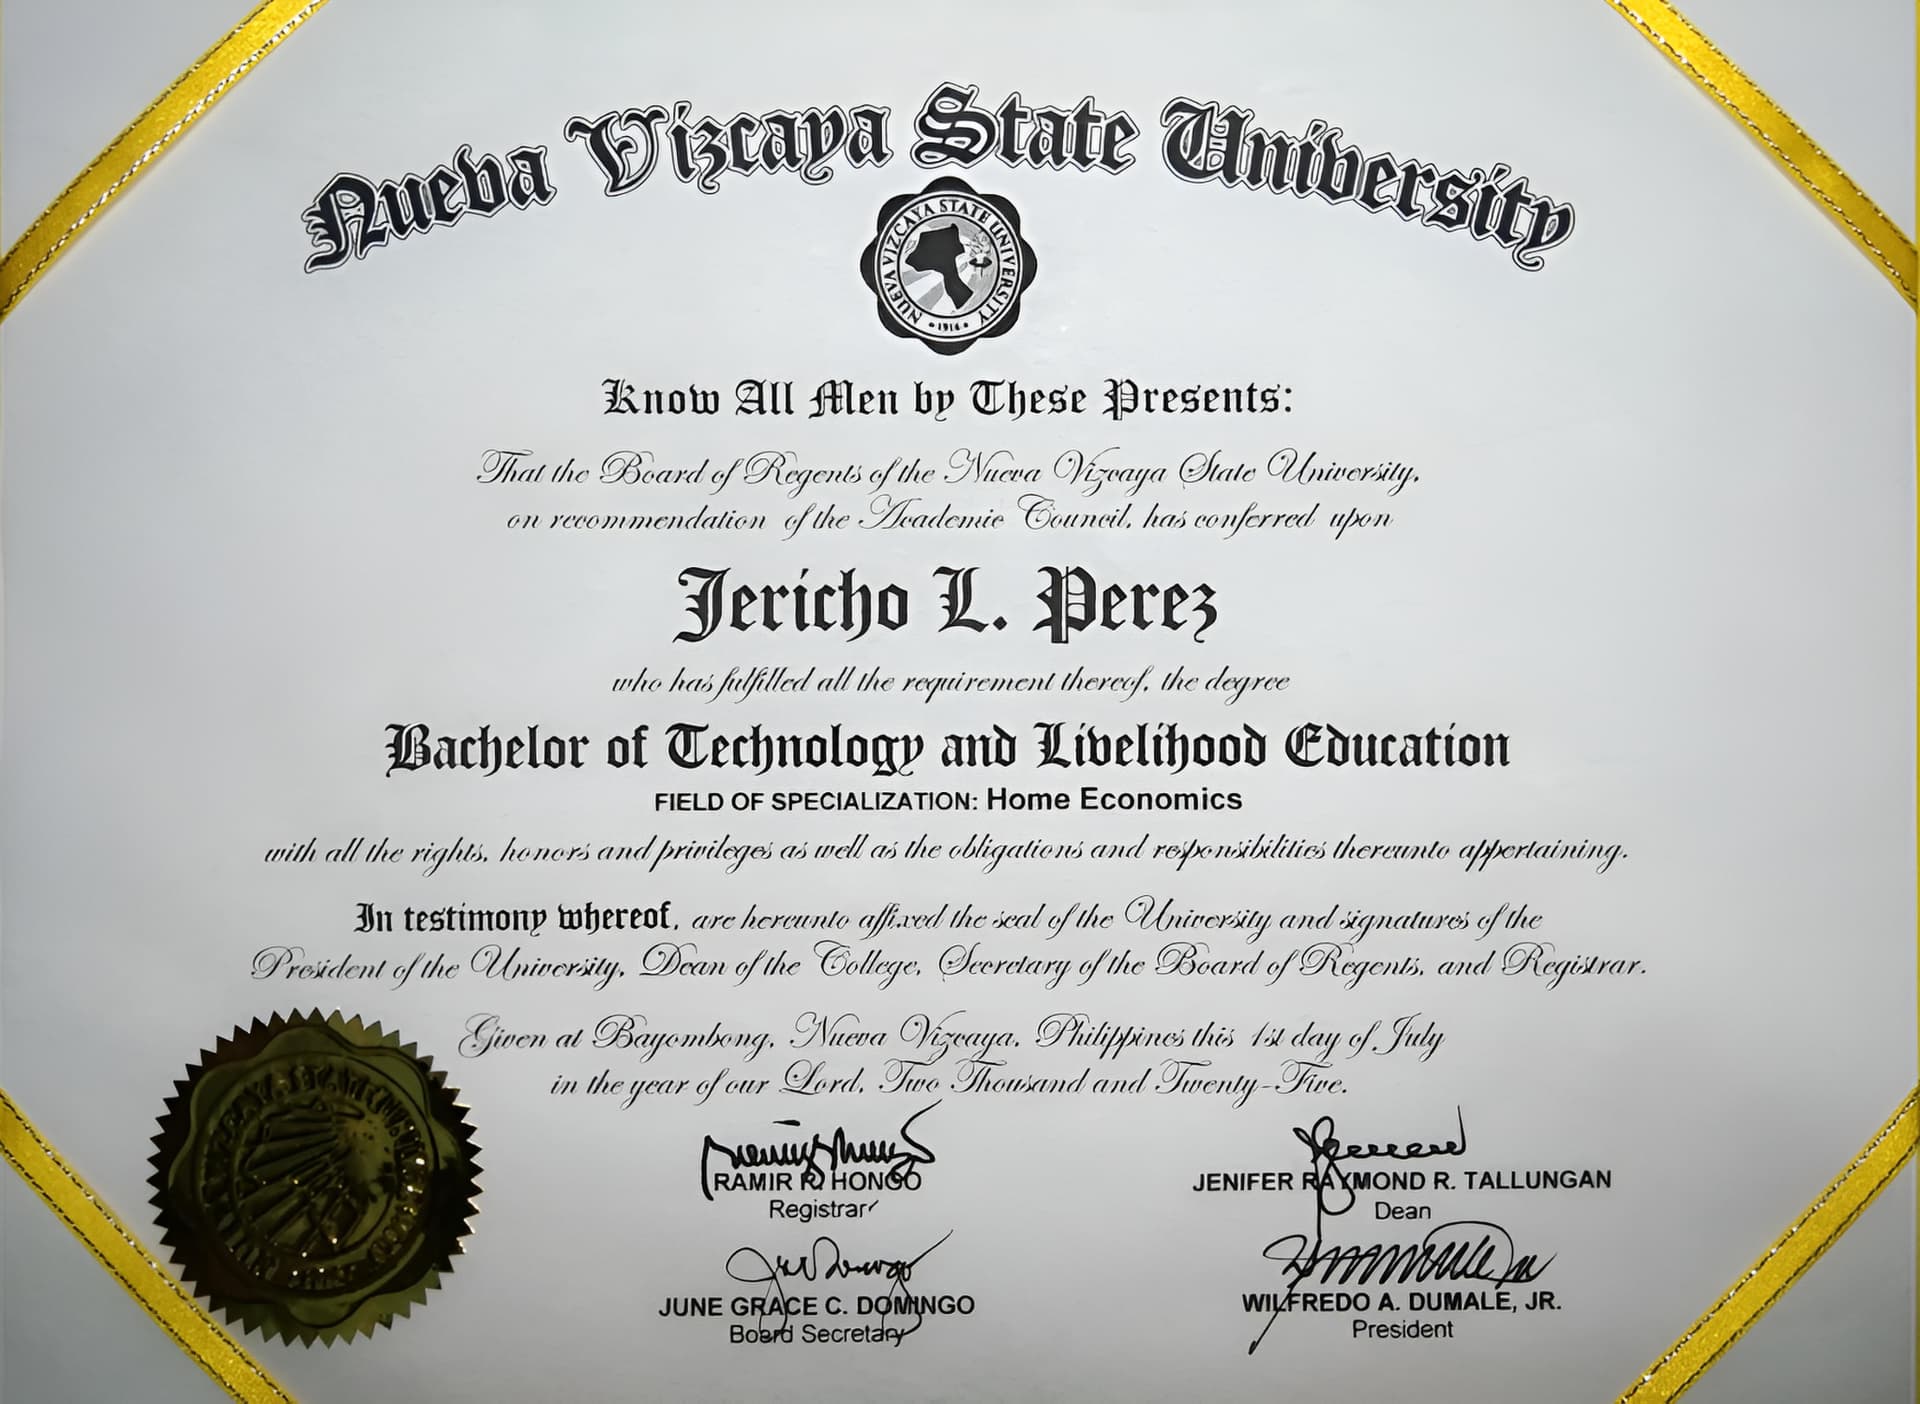 Nueva Vizcaya State University
NUEVA VIZCAYA STATE UNIVERSITY
1916
Know All Men by These Presents:
That the Board of Regents of the Nueva Vizcaya State University,
on recommendation of the Academic Council, has conferred upon
Jericho L. Perez
who has fulfilled all the requirement thereof, the degree
Bachelor of Technology and Livelihood Education
FIELD OF SPECIALIZATION: Home Economics
with all the rights, honors and privileges as well as the obligations and responsibilities thereunto appertaining.
In testimony whereof, are hereunto affixed the seal of the University and signatures of the
President of the University, Dean of the College, Secretary of the Board of Regents, and Registrar.
Given at Bayombong, Nueva Vizcaya, Philippines this 1st day of July
in the year of our Lord, Two Thousand and Twenty-Five.
RAMIR R. HONGO
Registrar
JENIFER RAYMOND R. TALLUNGAN
Dean
JUNE GRACE C. DOMINGO
Board Secretary
WILFREDO A. DUMALE, JR.
President